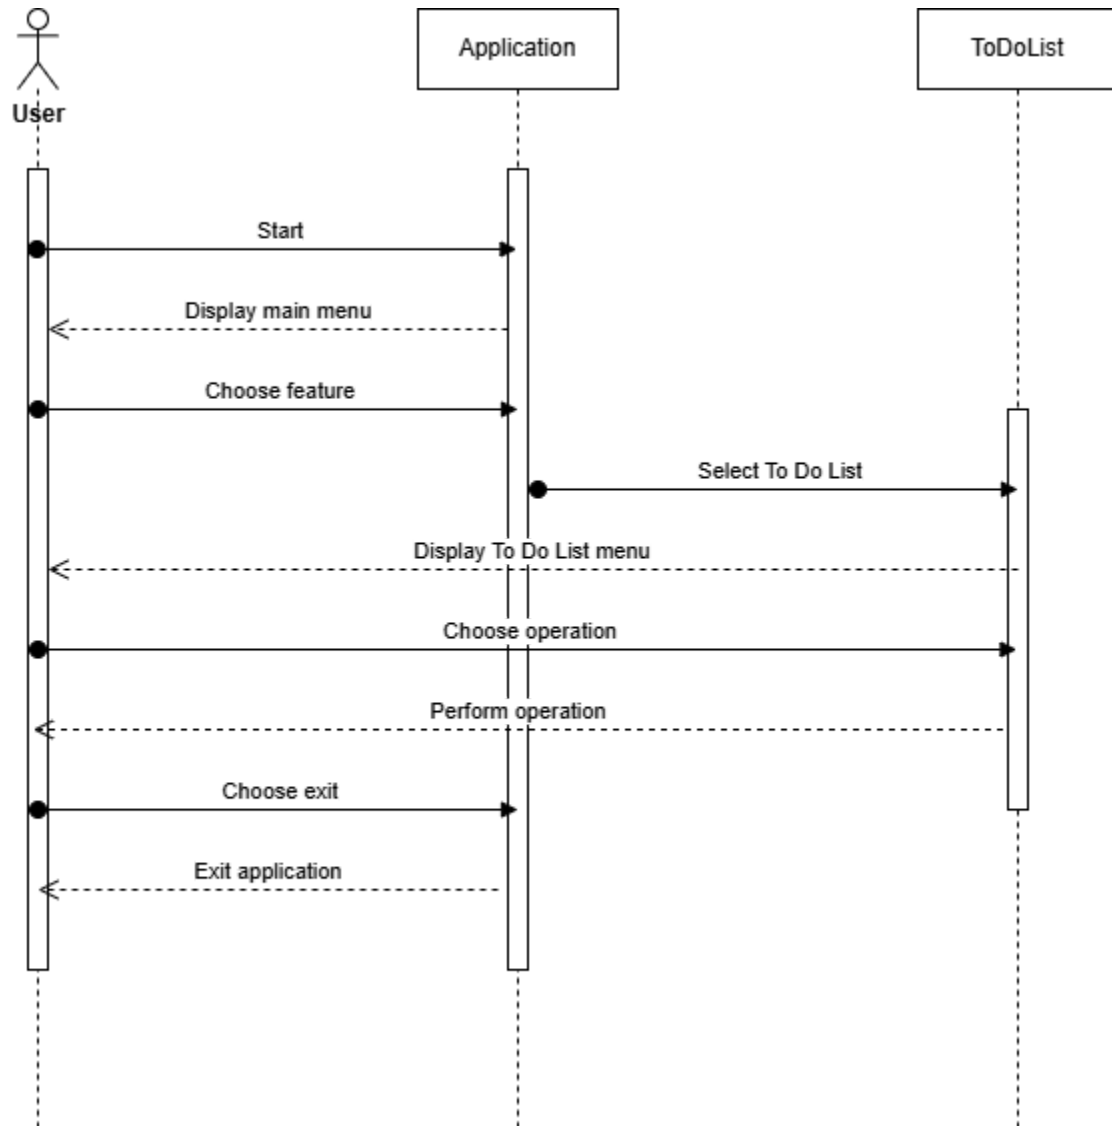 Application
ToDoList
User
Start
Display main menu
Choose feature
Select To Do List
Display To Do List menu
Choose operation
Perform operation
Choose exit
Exit application